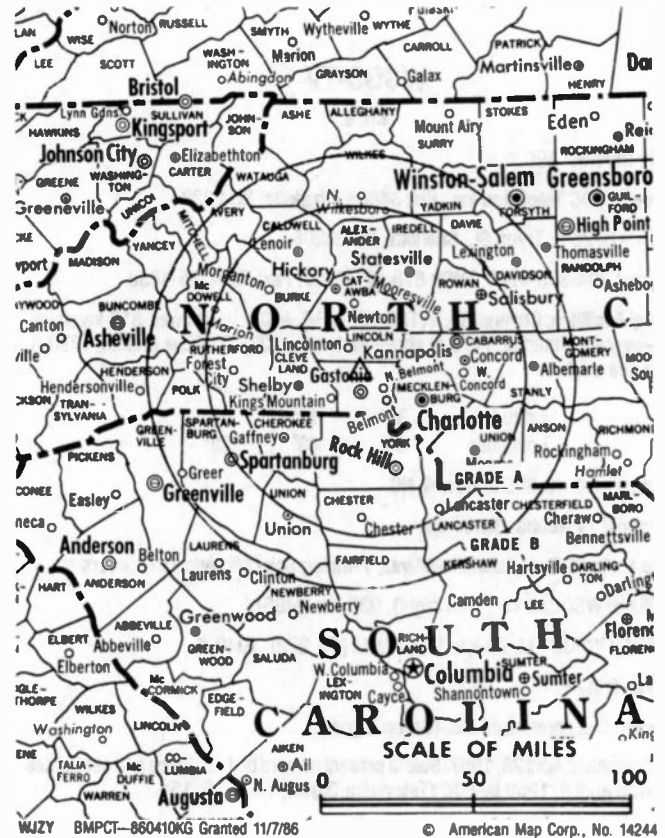 Norton RUSSELL SMYTH Wytheville WYTHE
WISE WASH- Marion CARROLL PATRICK
LEE SCOTT INGTON Abingdon GRAYSON Galax Martinsville
Bristol HENRY
Lynn Gdns SULLIVAN JOHN- ASHE ALLEGHANY STOKES
HAWKINS Kingsport SON Mount Airy Eden
SURRY ROCKINGHAM
Johnson City Elizabethton WILKES
GREENE WASHING- CARTER WATAUGA Winston-Salem Greensboro
TON
Greeneville UNICOI AVERY N. YADKIN FORSYTH GUIL-
Wilkesboro FORD
MITCHELL CALDWELL ALEX- IREDELL DAVIE High Point
YANCEY Lenoir ANDER Lexington
MADISON Statesville Thomasville
Morganton Hickory DAVIDSON RANDOLPH
Mc BURKE CAT- Mooresville ROWAN
BUNCOMBE DOWELL AWBA Salisbury
Newton
Canton N O R T H C
Asheville Marion LINCOLN CABARRUS MONT-
RUTHERFORD Lincolnton Kannapolis GOMERY
Forest CLEVE Concord
HENDERSON City LAND Gastonia N. Belmont W. Albemarle
Hendersonville Shelby MECKLEN- Concord
POLK Kings Mountain BURG STANLY
TRAN- Belmont
SYLVANIA CHEROKEE Charlotte ANSON
GREEN- SPARTAN- Gaffney YORK UNION Rockingham
VILLE BURG
PICKENS Spartanburg Rock Hill Hamlet
Greer GRADE A
Easley Greenville UNION CHESTER Lancaster CHESTERFIELD MARL-
BORO
Union Chester LANCASTER Cheraw
GRADE B Bennettsville
Anderson Belton LAURENS FAIRFIELD KERSHAW
HART ANDERSON Laurens Clinton Hartsville DARLING-
TON
NEWBERRY Camden LEE
ABBEVILLE Greenwood Newberry
ELBERT Abbeville GREEN- S O U T H
Elberton WOOD SALUDA RICH-
LAND
W. Columbia Columbia SUMTER
Mc LEX- Sumter
CORMICK EDGE- INGTON Cayce Shannontown
WILKES FIELD
Washington LINCOLN C A R O L I N A
AIKEN SCALE OF MILES
TALIA Mc CO-
FERRO DUFFIE LUMBIA N. Augus 0 50 100
WARREN Augusta
WJZY BMPCT—860410KG Granted 11/7/86 © American Map Corp., No. 14244